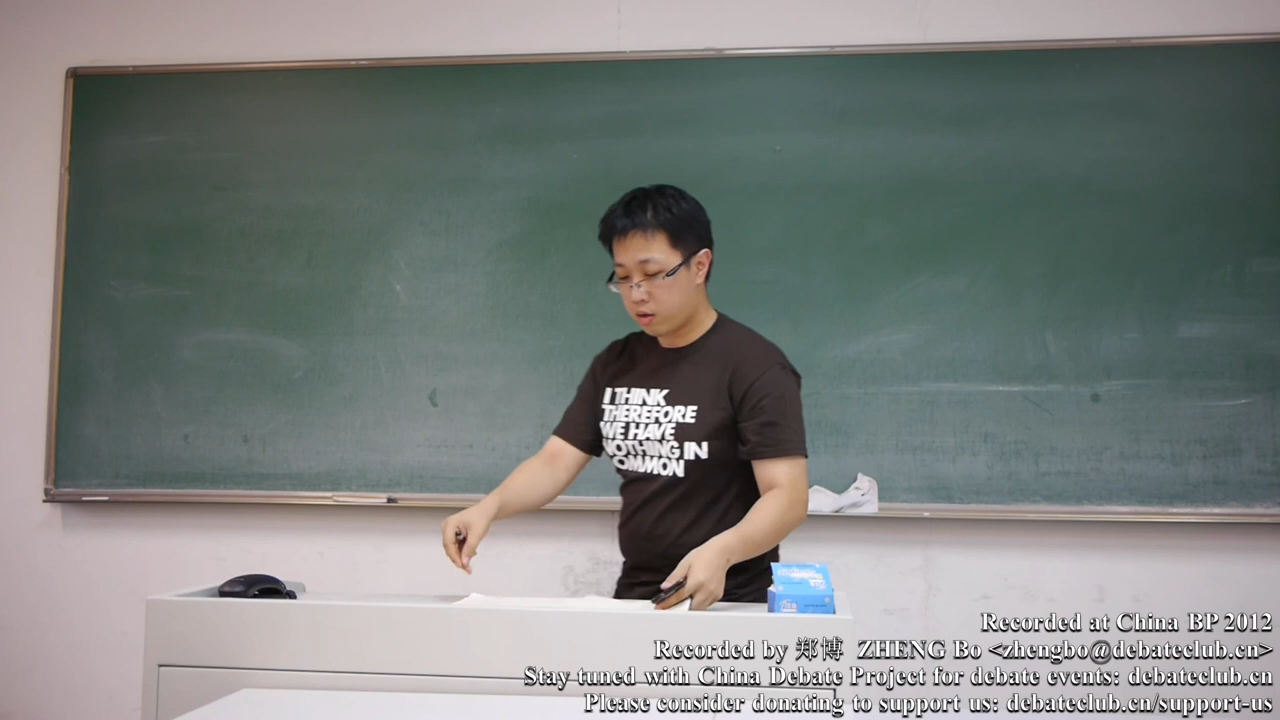 I THINK
THEREFORE
WE HAVE
NOTHING IN
COMMON
Recorded at China BP 2012
Recorded by 郑博 ZHENG Bo <zhengbo@debateclub.cn>
Stay tuned with China Debate Project for debate events: debateclub.cn
Please consider donating to support us: debateclub.cn/support-us